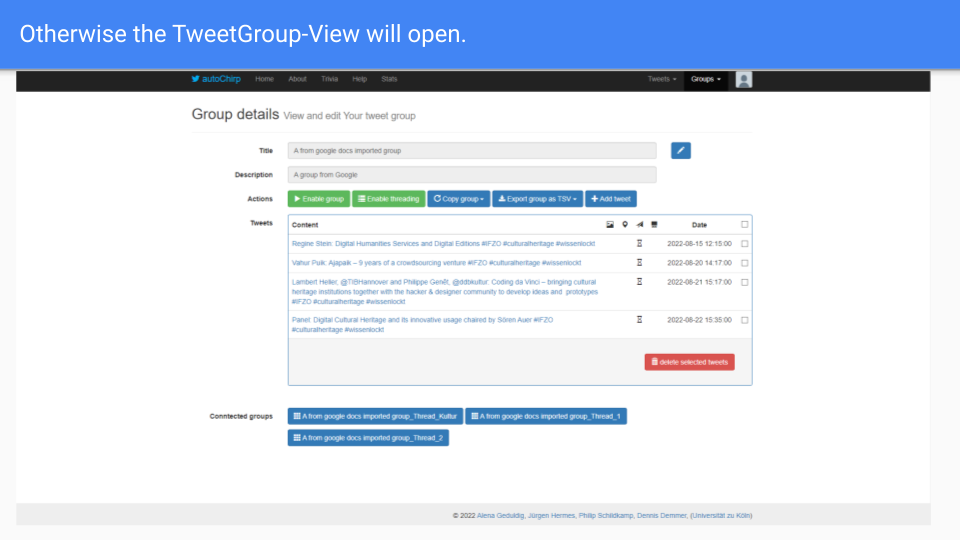 Otherwise the TweetGroup-View will open.
autoChirp Home About Trivia Help Stats Tweets Groups
Group details View and edit Your tweet group
Title A from google docs imported group
Description A group from Google
Actions Enable group Enable threading Copy group Export group as TSV Add tweet
Tweets Content Date
Regine Stein: Digital Humanities Services and Digital Editions #IFZO #culturalheritage #wissenlockt 2022-08-15 12:15:00
Vahur Puik: Ajapaik – 9 years of a crowdsourcing venture #IFZO #culturalheritage #wissenlockt 2022-08-20 14:17:00
Lambert Heller, @TIBHannover and Philippe Genêt, @ddbkultur: Coding da Vinci – bringing cultural 2022-08-21 15:17:00
heritage institutions together with the hacker & designer community to develop ideas and prototypes
#IFZO #culturalheritage #wissenlockt
Panel: Digital Cultural Heritage and its innovative usage chaired by Sören Auer #IFZO 2022-08-22 15:35:00
#culturalheritage #wissenlockt
delete selected tweets
Conntected groups A from google docs imported group_Thread_Kultur A from google docs imported group_Thread_1
A from google docs imported group_Thread_2
© 2022 Alena Geduldig, Jürgen Hermes, Philip Schildkamp, Dennis Demmer, (Universität zu Köln)